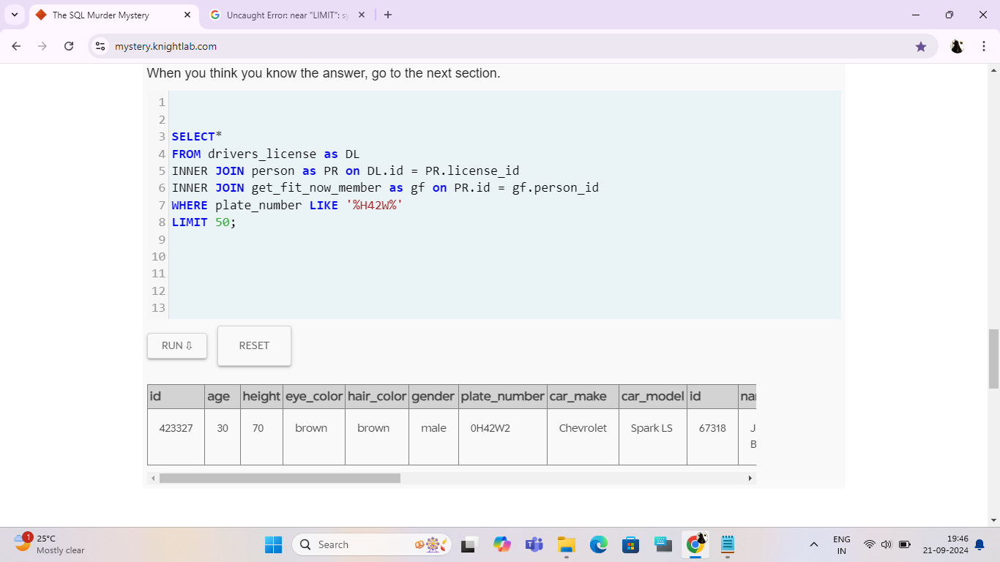 The SQL Murder Mystery
Uncaught Error: near "LIMIT": sy
mystery.knightlab.com
When you think you know the answer, go to the next section.
1
2
3 SELECT*
4 FROM drivers_license as DL
5 INNER JOIN person as PR on DL.id = PR.license_id
6 INNER JOIN get_fit_now_member as gf on PR.id = gf.person_id
7 WHERE plate_number LIKE '%H42W%'
8 LIMIT 50;
9
10
11
12
13
RUN ⇩ RESET
id age height eye_color hair_color gender plate_number car_make car_model id nai
423327 30 70 brown brown male 0H42W2 Chevrolet Spark LS 67318 J
B
1 25°C
Mostly clear
Search
ENG
IN
19:46
21-09-2024